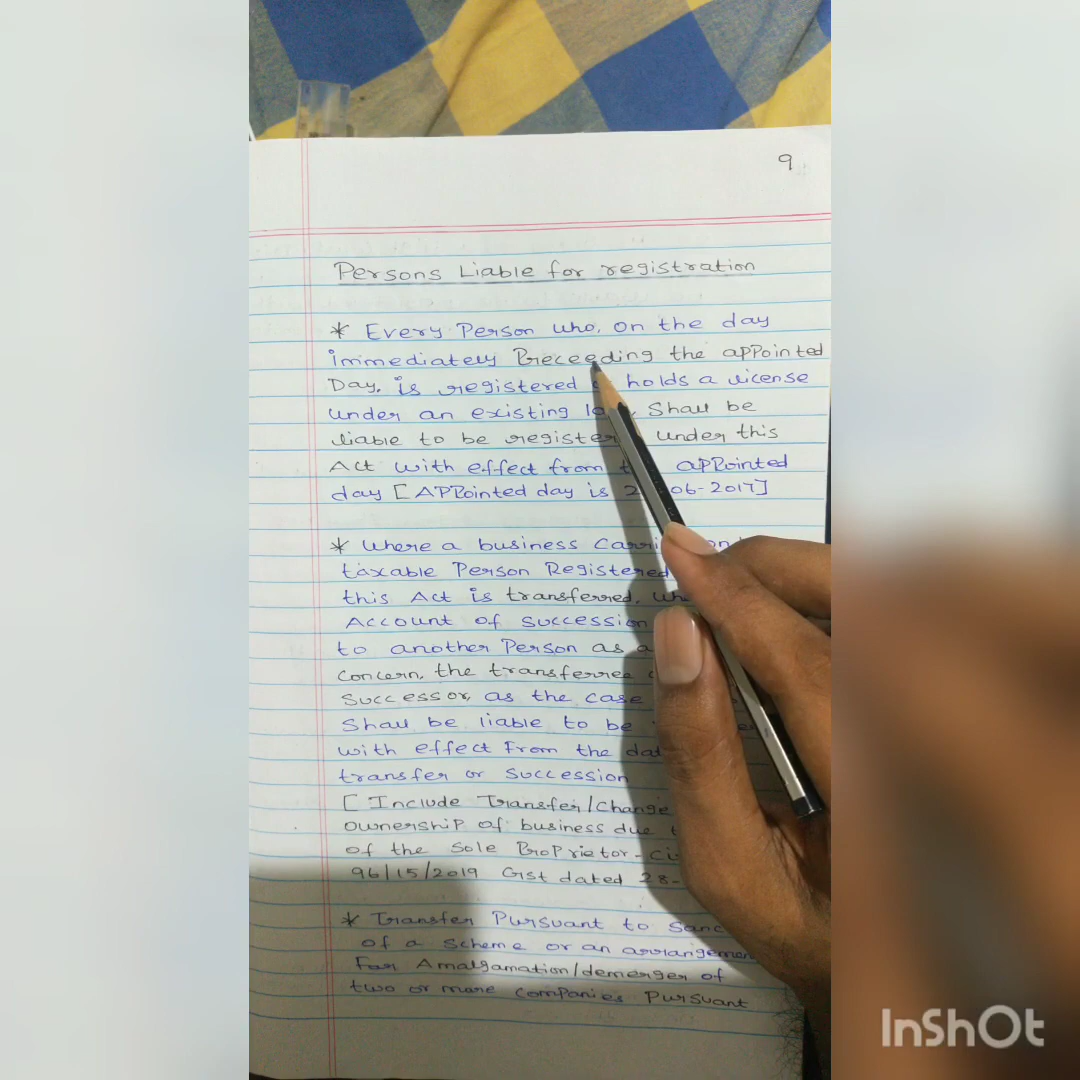 9
Persons Liable for registration
* Every Person who, on the day
immediately Preceeding the appointed
Day, is registered holds a license
under an existing Shall be
liable to be under this
Act with effect from appointed
day [Appointed day is 06-2017]
* Where a business
taxable Person Registered
this Act is transferred,
Account of succession
to another Person as a
concern, the transferree
Successor, as the case
Shall be liable to be
with effect from the
transfer or succession
[Include Transfer/Change
ownership of business due
of the Sole Proprietor-
96/15/2019 Gst dated 28-
* Transfer Pursuant to
of a scheme or an
For Amalgamation/demerger of
two or more companies Pursuant
InShOt